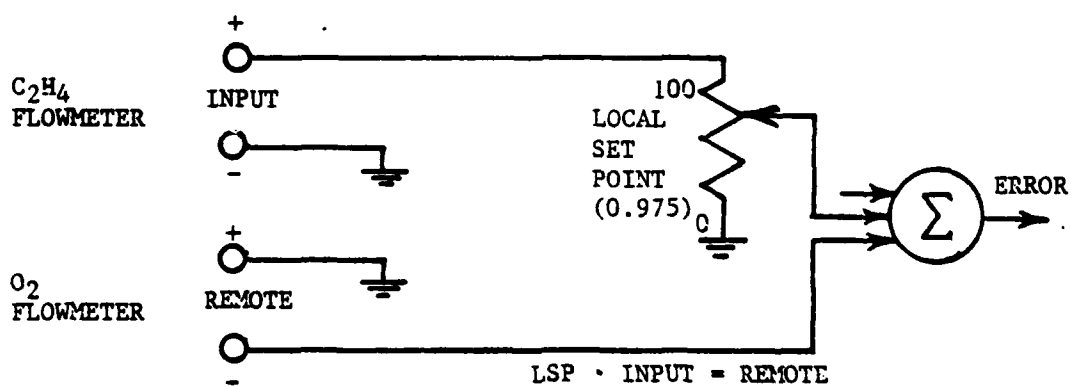 +
C2H4
FLOWMETER
INPUT
-
100
LOCAL
SET
POINT
(0.975)
0
Σ
ERROR
+
O2
FLOWMETER
REMOTE
-
LSP · INPUT = REMOTE